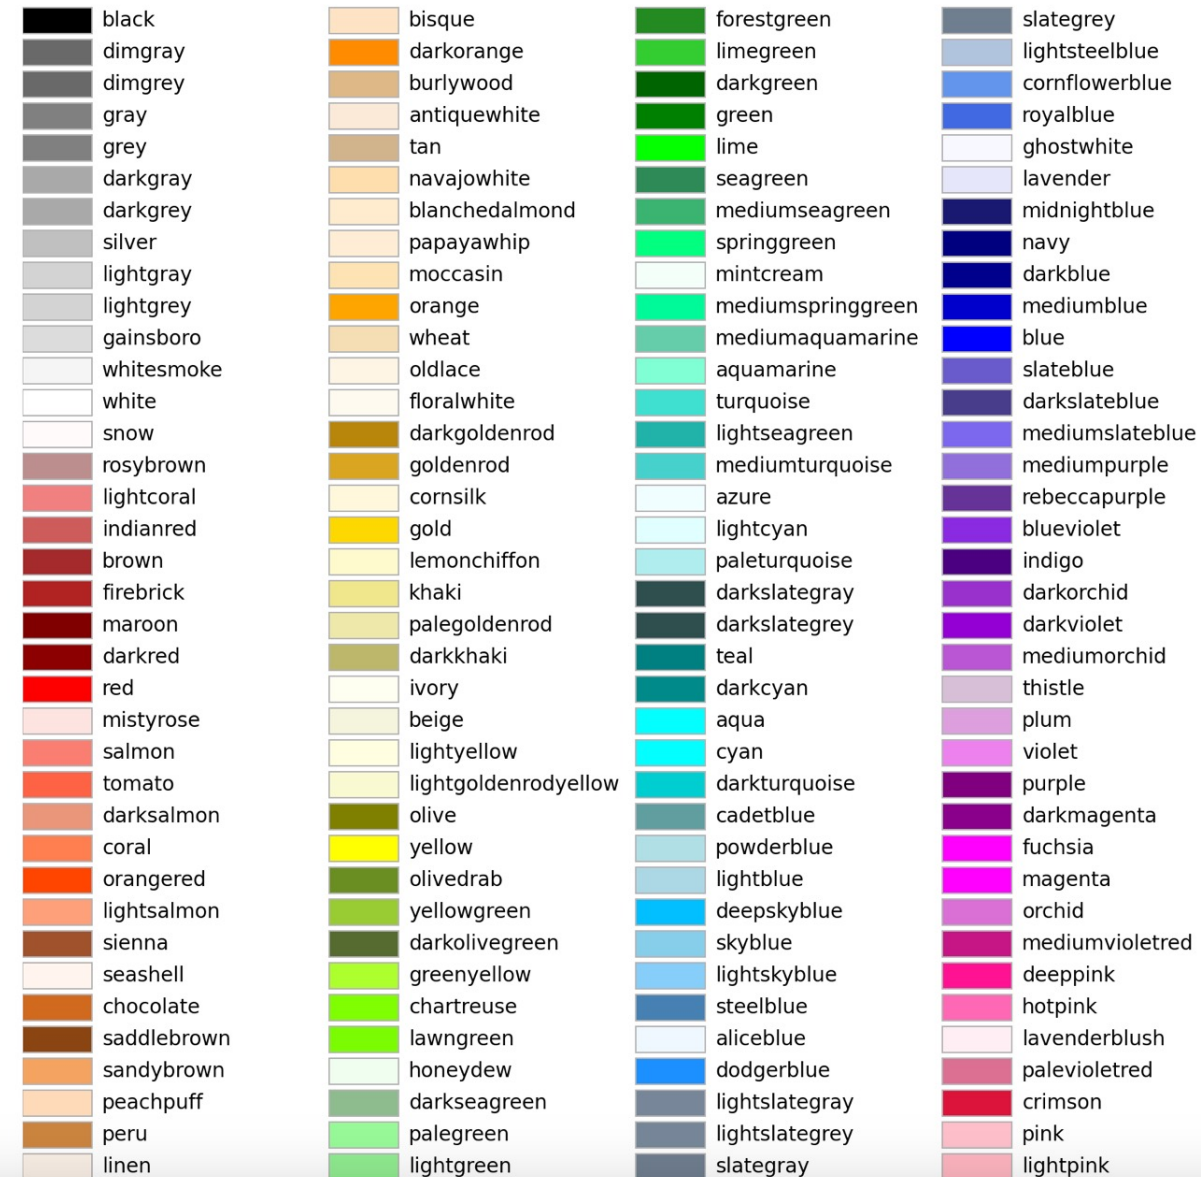 black
dimgray
dimgrey
gray
grey
darkgray
darkgrey
silver
lightgray
lightgrey
gainsboro
whitesmoke
white
snow
rosybrown
lightcoral
indianred
brown
firebrick
maroon
darkred
red
mistyrose
salmon
tomato
darksalmon
coral
orangered
lightsalmon
sienna
seashell
chocolate
saddlebrown
sandybrown
peachpuff
peru
linen
bisque
darkorange
burlywood
antiquewhite
tan
navajowhite
blanchedalmond
papayawhip
moccasin
orange
wheat
oldlace
floralwhite
darkgoldenrod
goldenrod
cornsilk
gold
lemonchiffon
khaki
palegoldenrod
darkkhaki
ivory
beige
lightyellow
lightgoldenrodyellow
olive
yellow
olivedrab
yellowgreen
darkolivegreen
greenyellow
chartreuse
lawngreen
honeydew
darkseagreen
palegreen
lightgreen
forestgreen
limegreen
darkgreen
green
lime
seagreen
mediumseagreen
springgreen
mintcream
mediumspringgreen
mediumaquamarine
aquamarine
turquoise
lightseagreen
mediumturquoise
azure
lightcyan
paleturquoise
darkslategray
darkslategrey
teal
darkcyan
aqua
cyan
darkturquoise
cadetblue
powderblue
lightblue
deepskyblue
skyblue
lightskyblue
steelblue
aliceblue
dodgerblue
lightslategray
lightslategrey
slategray
slategrey
lightsteelblue
cornflowerblue
royalblue
ghostwhite
lavender
midnightblue
navy
darkblue
mediumblue
blue
slateblue
darkslateblue
mediumslateblue
mediumpurple
rebeccapurple
blueviolet
indigo
darkorchid
darkviolet
mediumorchid
thistle
plum
violet
purple
darkmagenta
fuchsia
magenta
orchid
mediumvioletred
deeppink
hotpink
lavenderblush
palevioletred
crimson
pink
lightpink